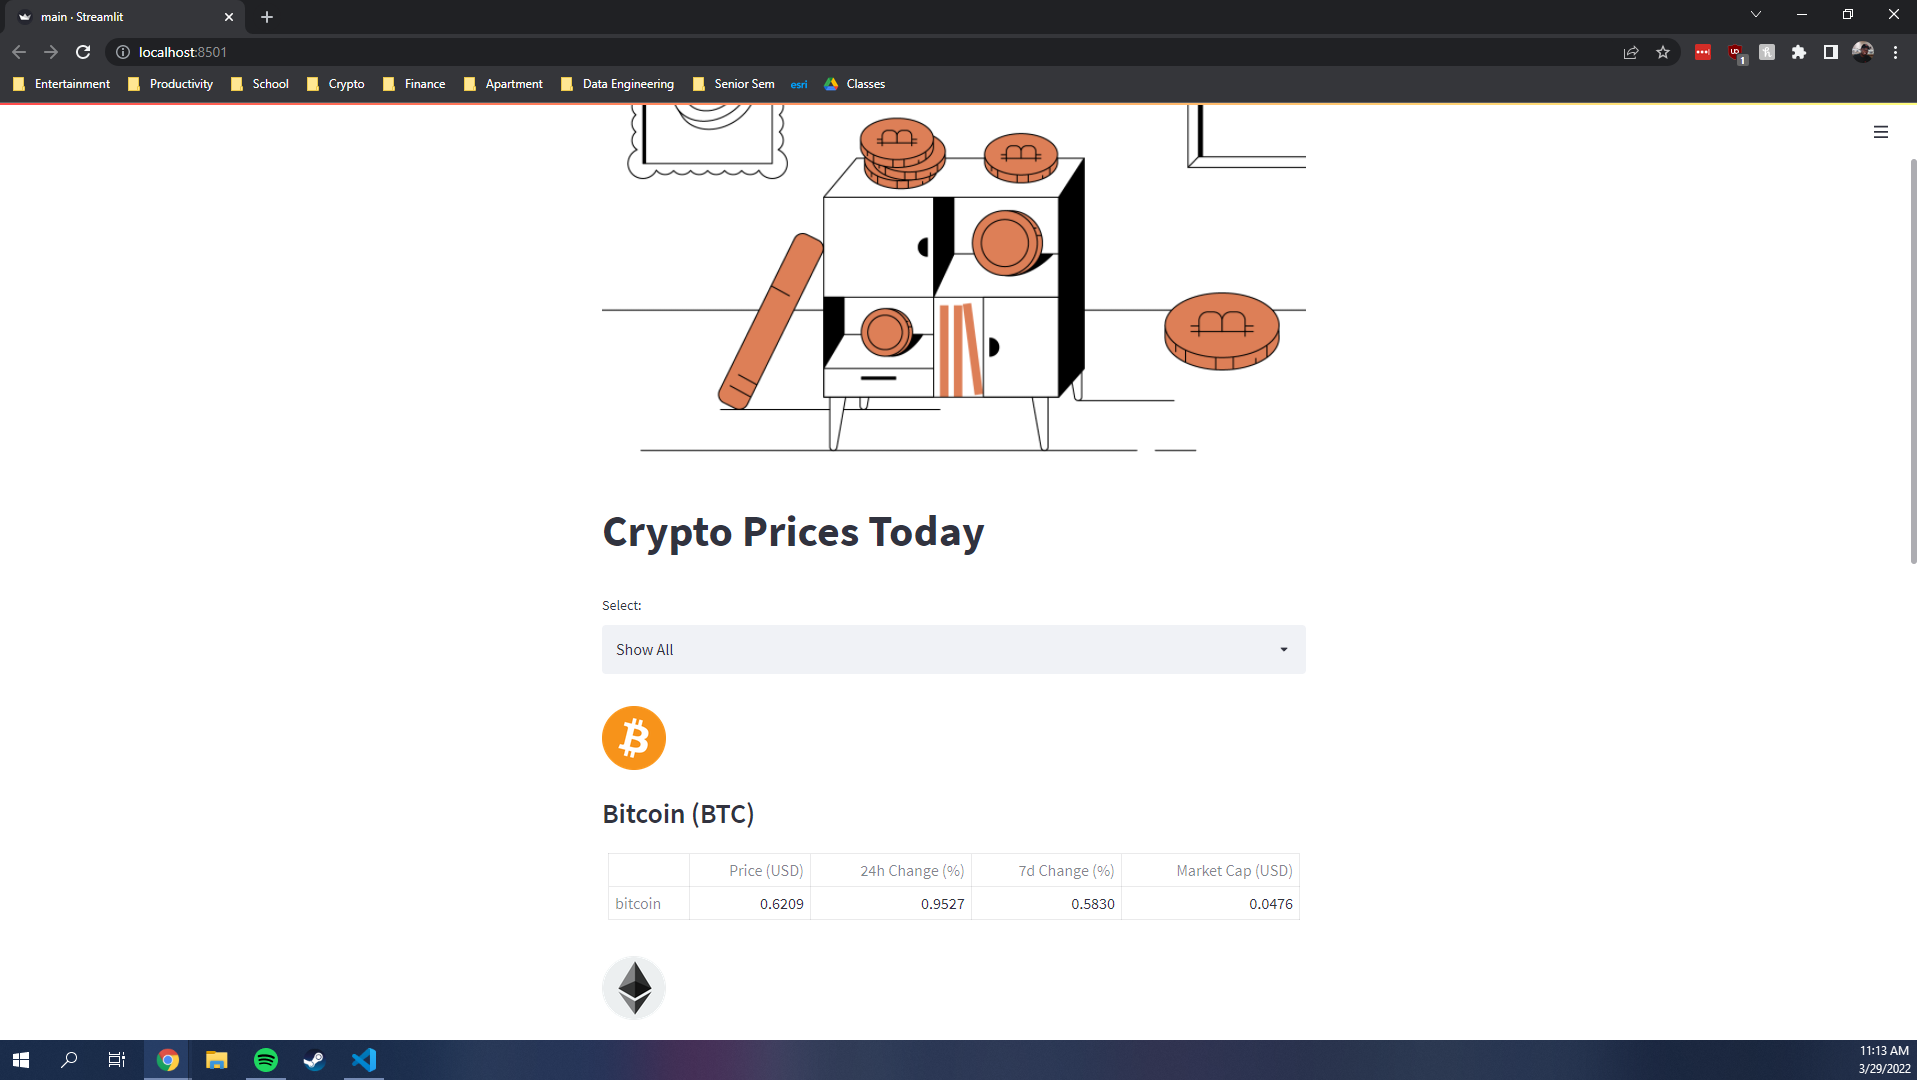 main · Streamlit
localhost:8501
1
Entertainment Productivity School Crypto Finance Apartment Data Engineering Senior Sem esri Classes
Crypto Prices Today
Select:
Show All
Bitcoin (BTC)
Price (USD) 24h Change (%) 7d Change (%) Market Cap (USD)
bitcoin 0.6209 0.9527 0.5830 0.0476
11:13 AM
3/29/2022